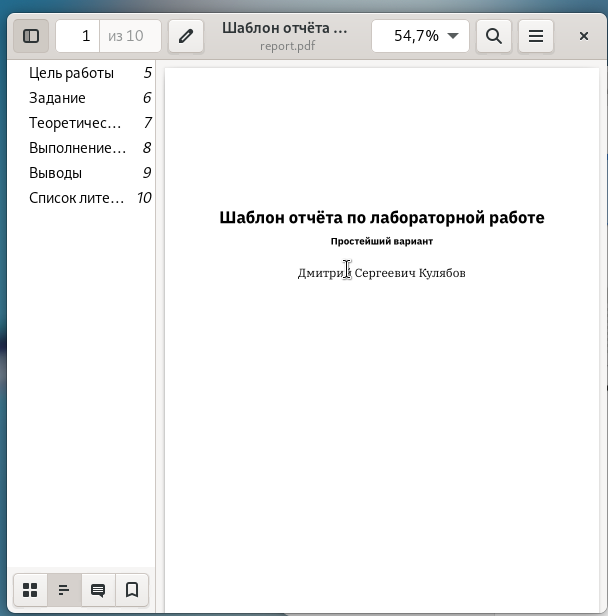 1 из 10
Шаблон отчёта ...
report.pdf
54,7%
Цель работы 5
Задание 6
Теоретичес... 7
Выполнение... 8
Выводы 9
Список лите... 10
Шаблон отчёта по лабораторной работе
Простейший вариант
Дмитрий Сергеевич Кулябов